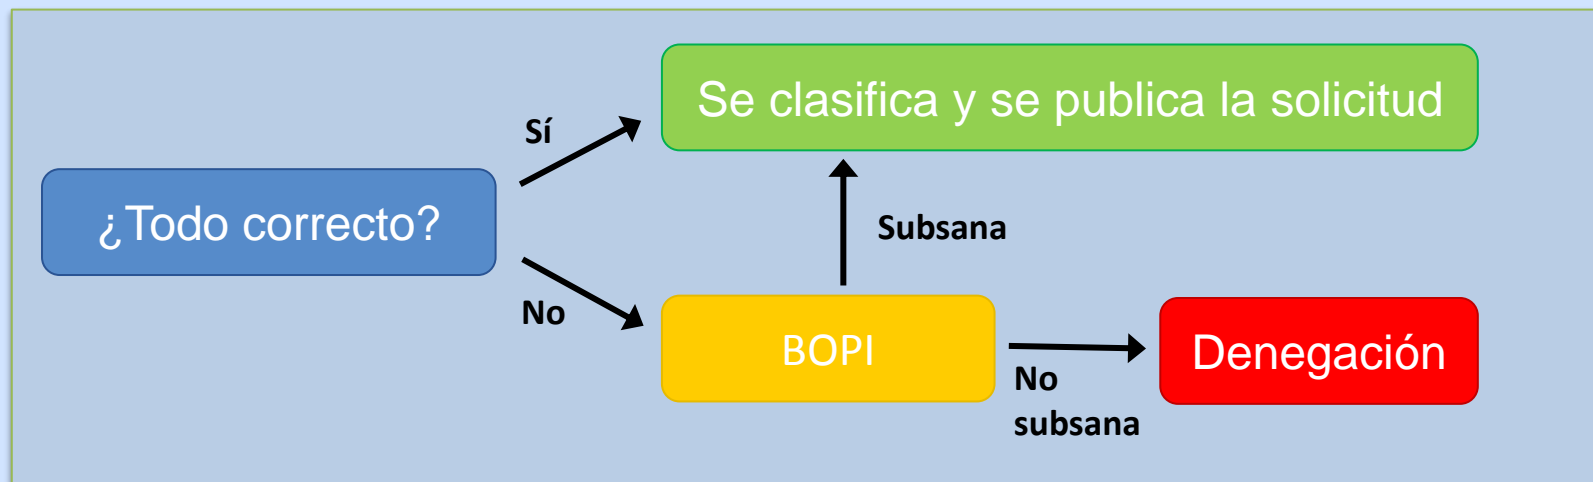 Se clasifica y se publica la solicitud
Sí
¿Todo correcto?
Subsana
No
BOPI
Denegación
No
subsana